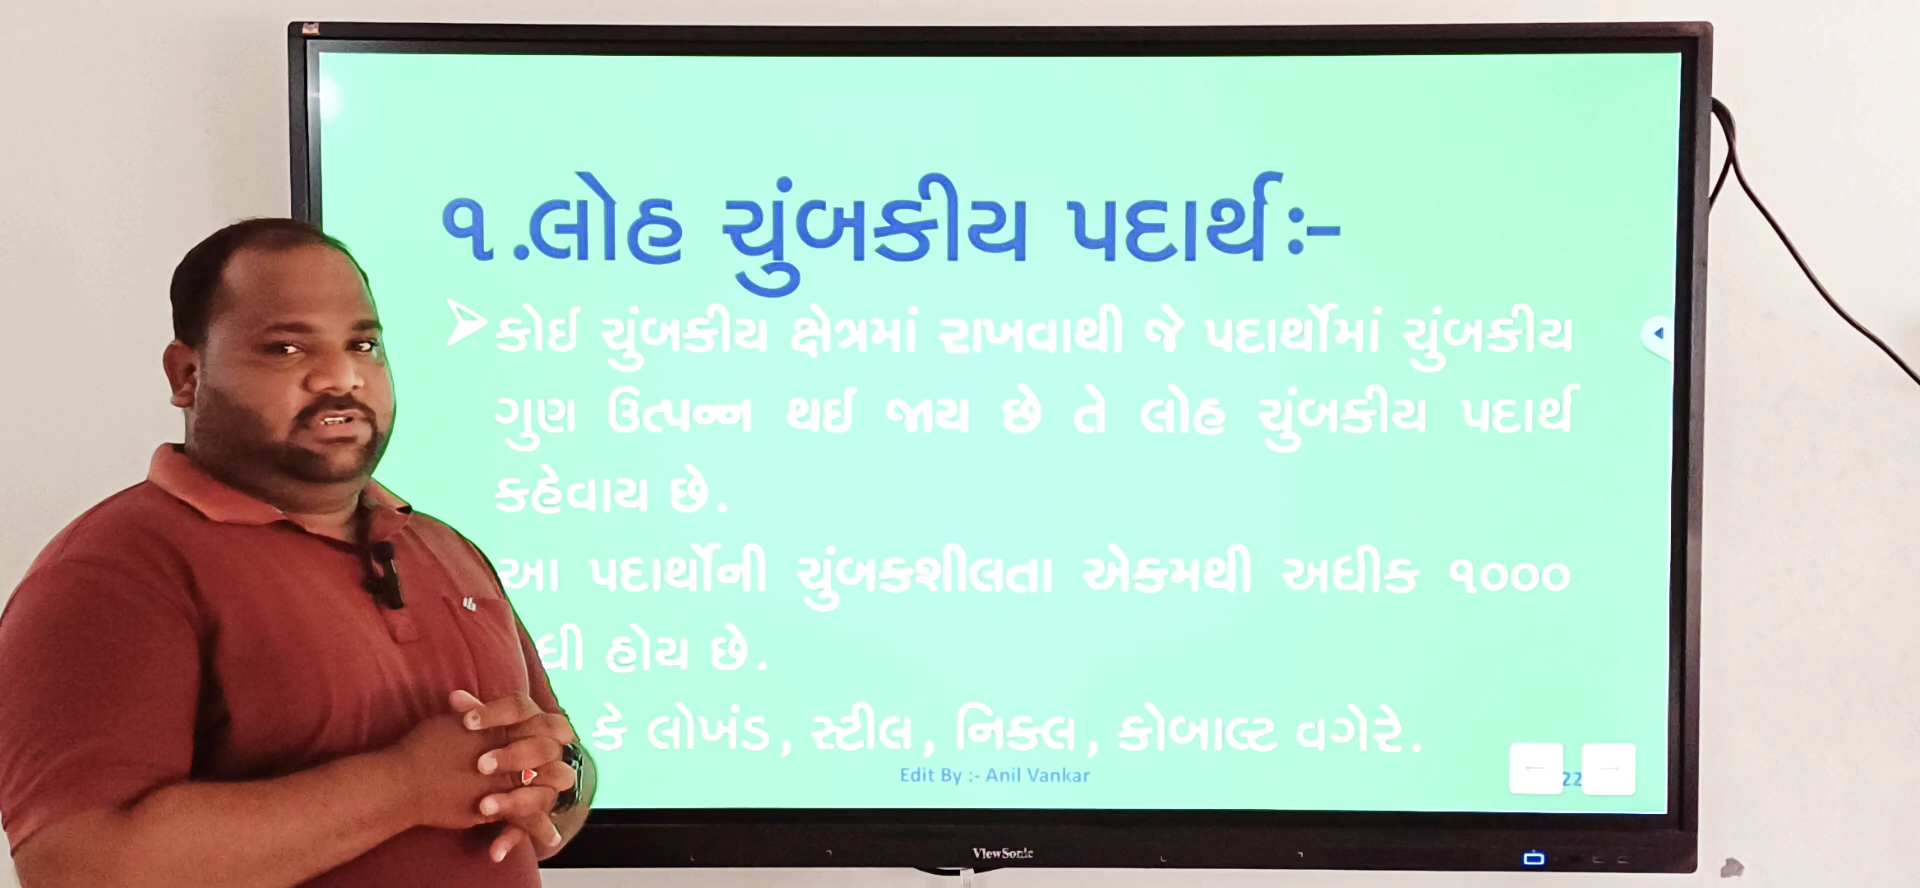 ૧.લોહ ચુંબકીય પદાર્થઃ-
➢કોઈ ચુંબકીય ક્ષેત્રમાં રાખવાથી જે પદાર્થોમાં ચુંબકીય
ગુણ ઉત્પન્ન થઈ જાય છે તે લોહ ચુંબકીય પદાર્થ
કહેવાય છે.
આ પદાર્થોની ચુંબકશીલતા એકમથી અધીક ૧૦૦૦
ધી હોય છે.
કે લોખંડ, સ્ટીલ, નિક્લ, કોબાલ્ટ વગેરે.
Edit By :- Anil Vankar
22
ViewSonic